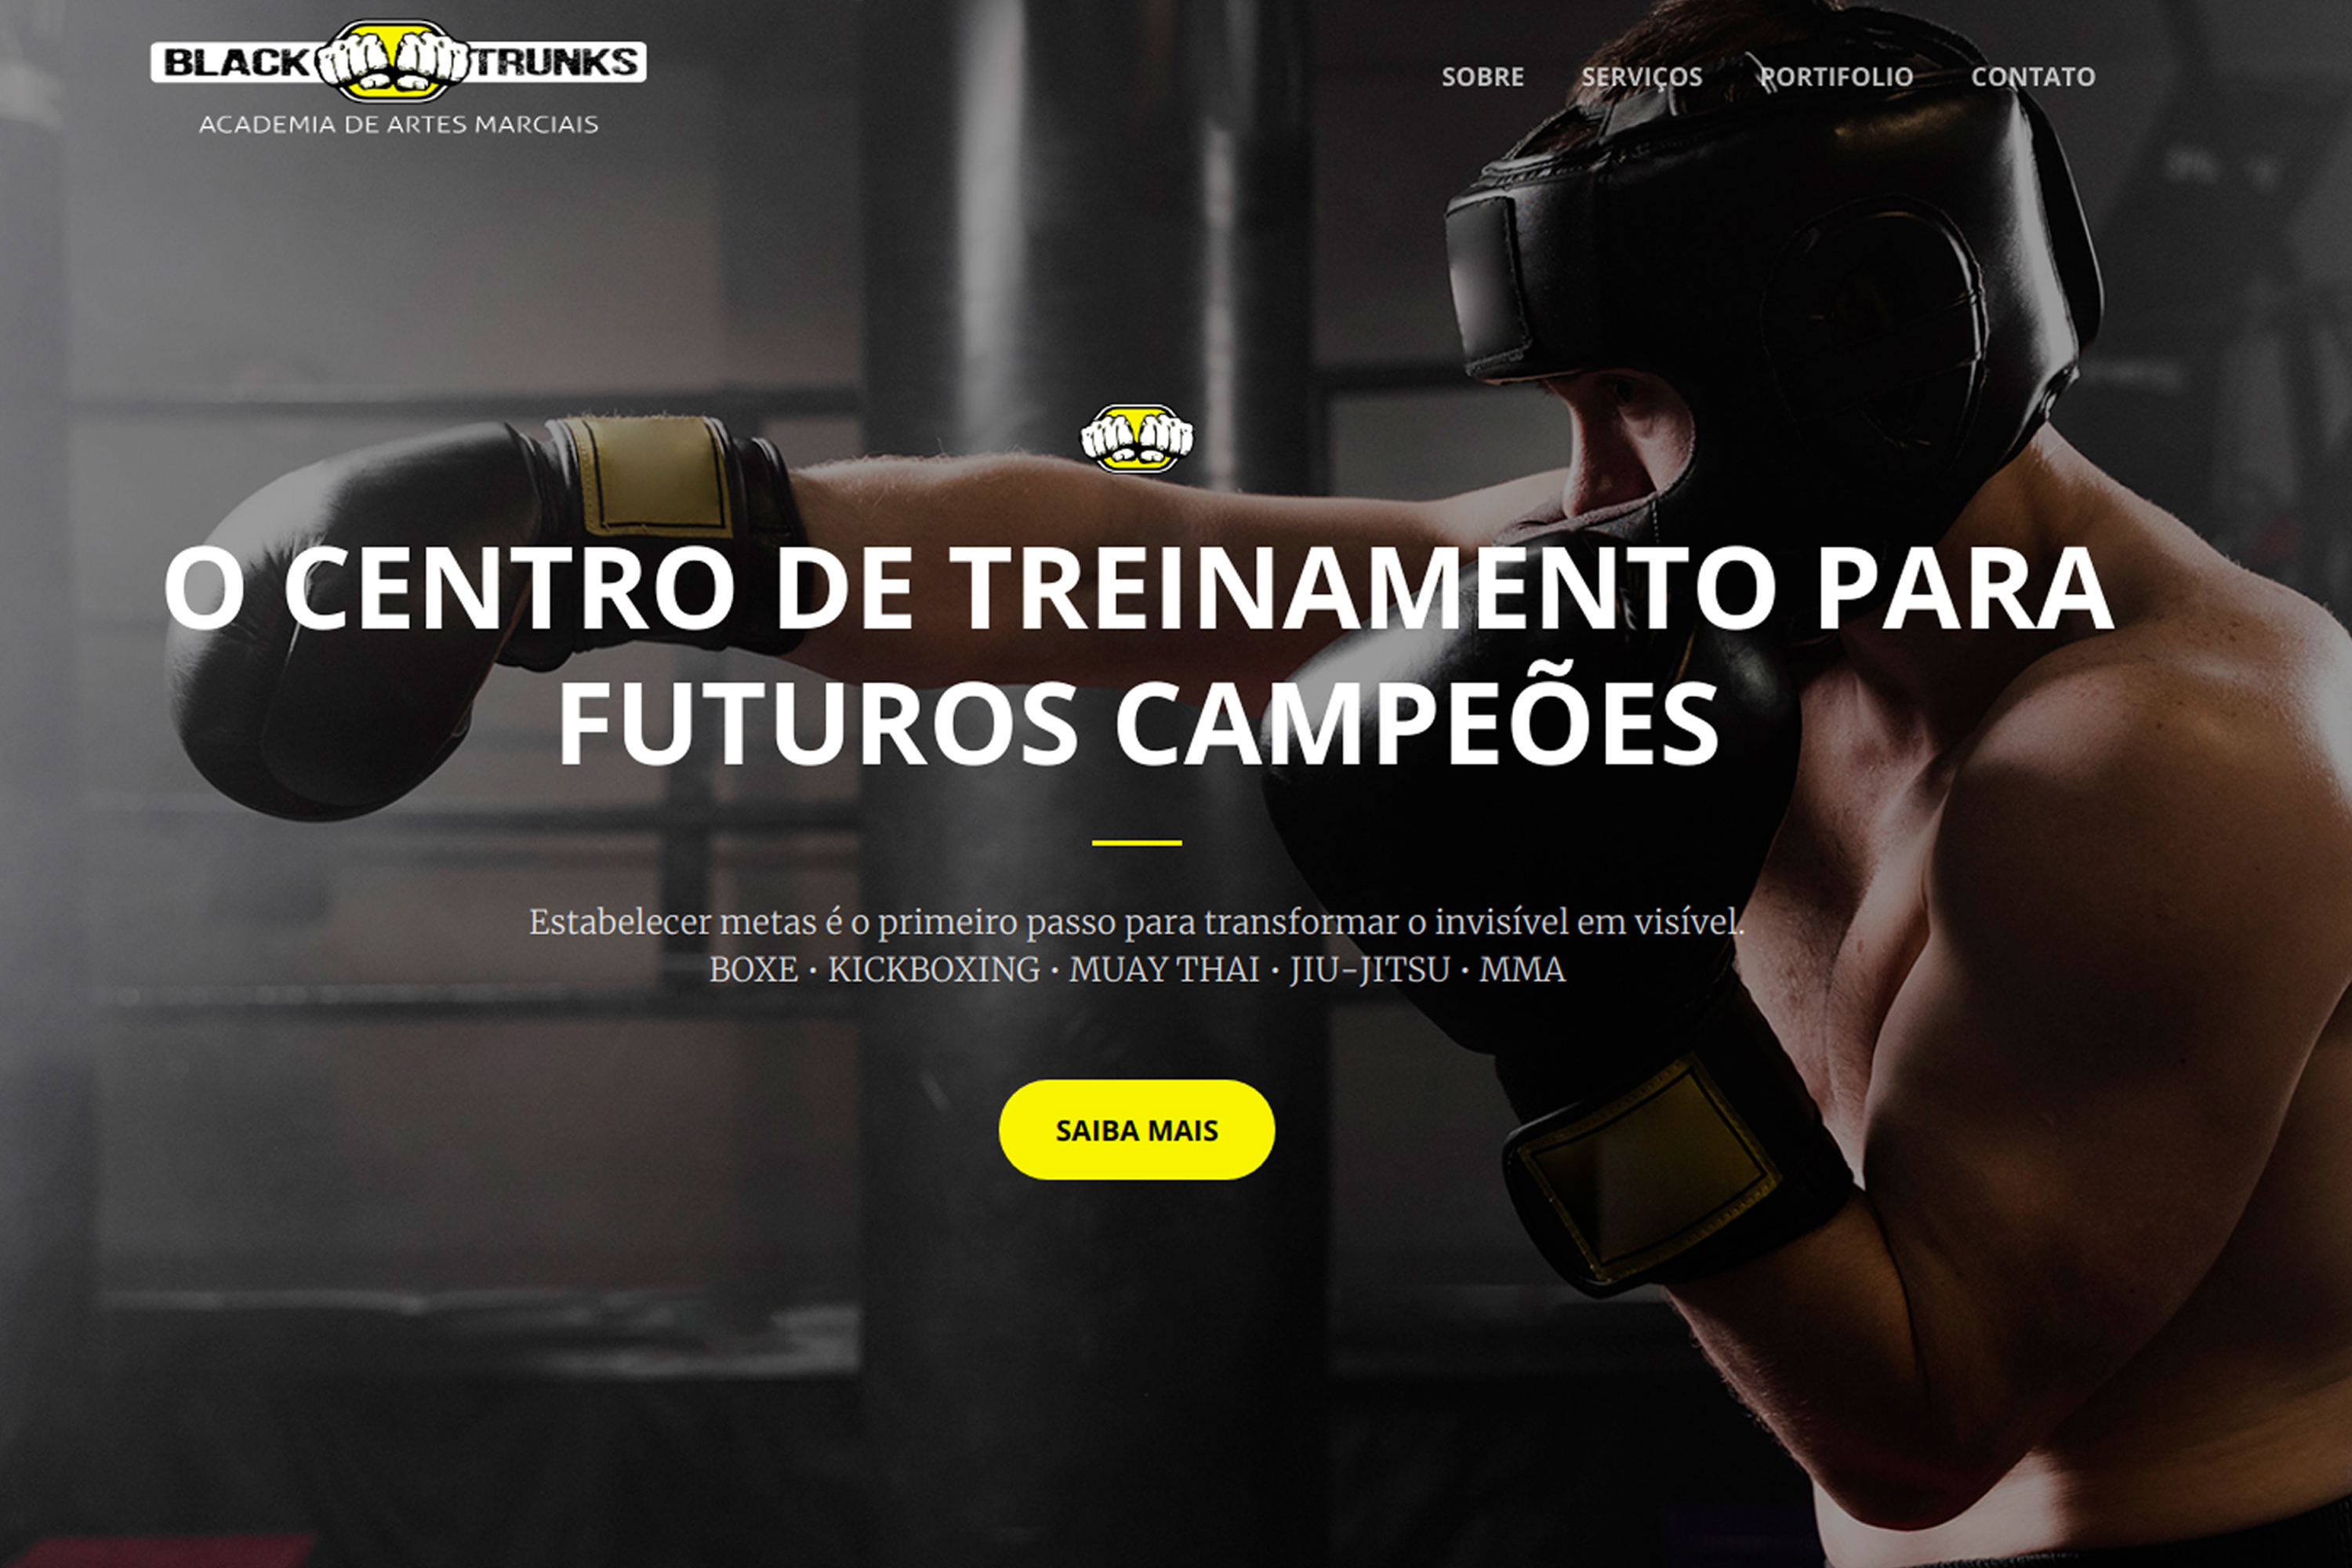 BLACK TRUNKS
ACADEMIA DE ARTES MARCIAIS
SOBRE SERVIÇOS PORTIFOLIO CONTATO
O CENTRO DE TREINAMENTO PARA
FUTUROS CAMPEÕES
Estabelecer metas é o primeiro passo para transformar o invisível em visível.
BOXE • KICKBOXING • MUAY THAI • JIU-JITSU • MMA
SAIBA MAIS